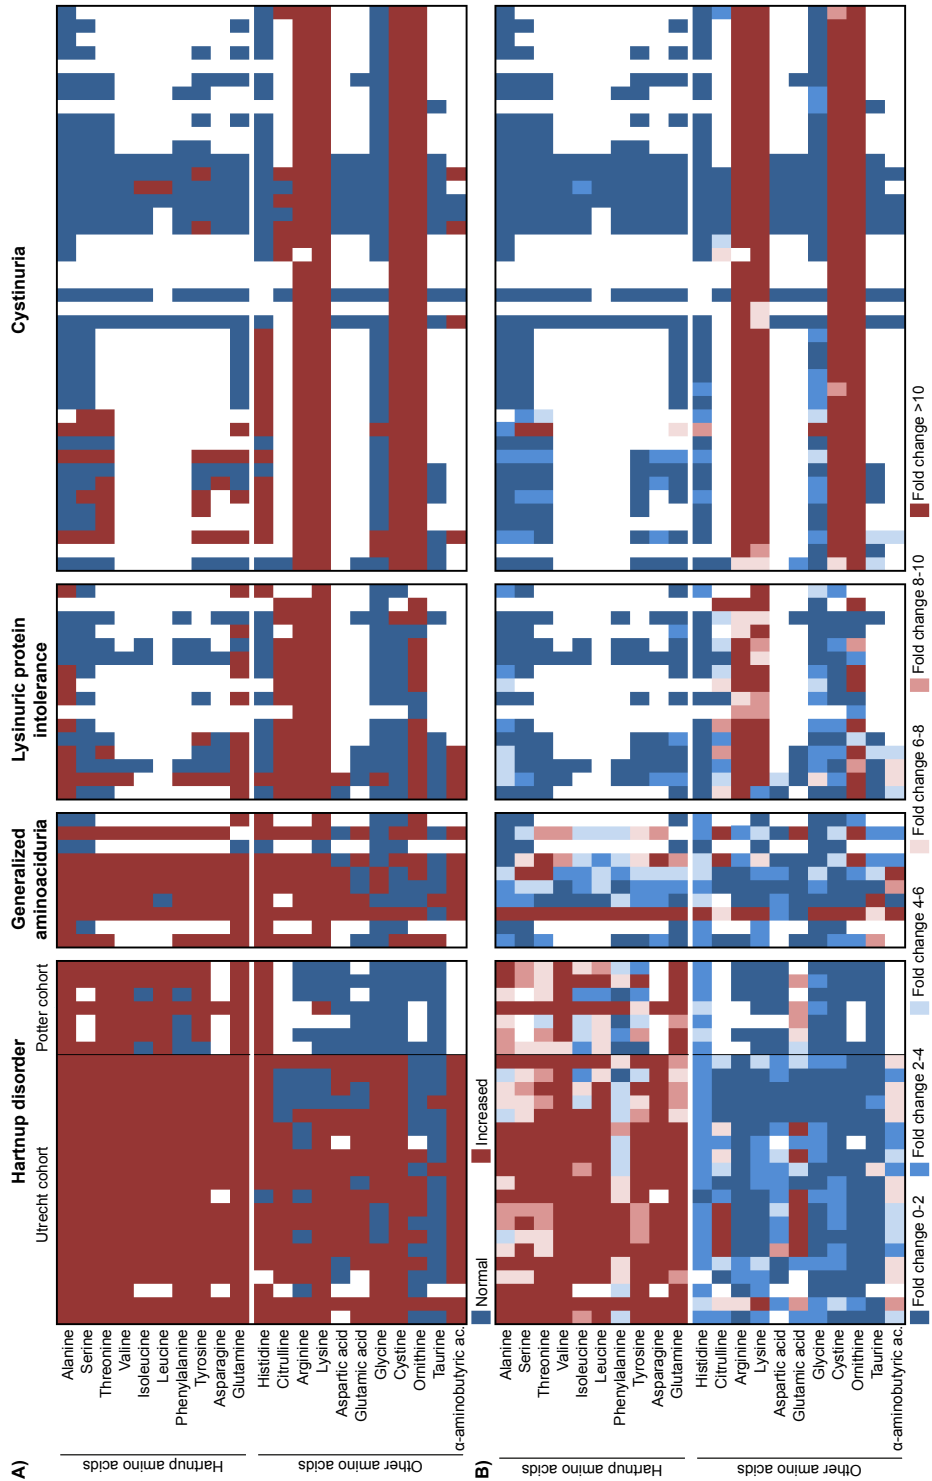 A)
Hartnup disorder
Generalized
aminoaciduria
Lysinuric protein
intolerance
Cystinuria
Utrecht cohort
Potter cohort
Hartnup amino acids
Alanine
Serine
Threonine
Valine
Isoleucine
Leucine
Phenylalanine
Tyrosine
Asparagine
Glutamine
Other amino acids
Histidine
Citrulline
Arginine
Lysine
Aspartic acid
Glutamic acid
Glycine
Cystine
Ornithine
Taurine
α-aminobutyric ac.
Normal
Increased
B)
Hartnup amino acids
Alanine
Serine
Threonine
Valine
Isoleucine
Leucine
Phenylalanine
Tyrosine
Asparagine
Glutamine
Other amino acids
Histidine
Citrulline
Arginine
Lysine
Aspartic acid
Glutamic acid
Glycine
Cystine
Ornithine
Taurine
α-aminobutyric ac.
Fold change 0-2
Fold change 2-4
Fold change 4-6
Fold change 6-8
Fold change 8-10
Fold change >10